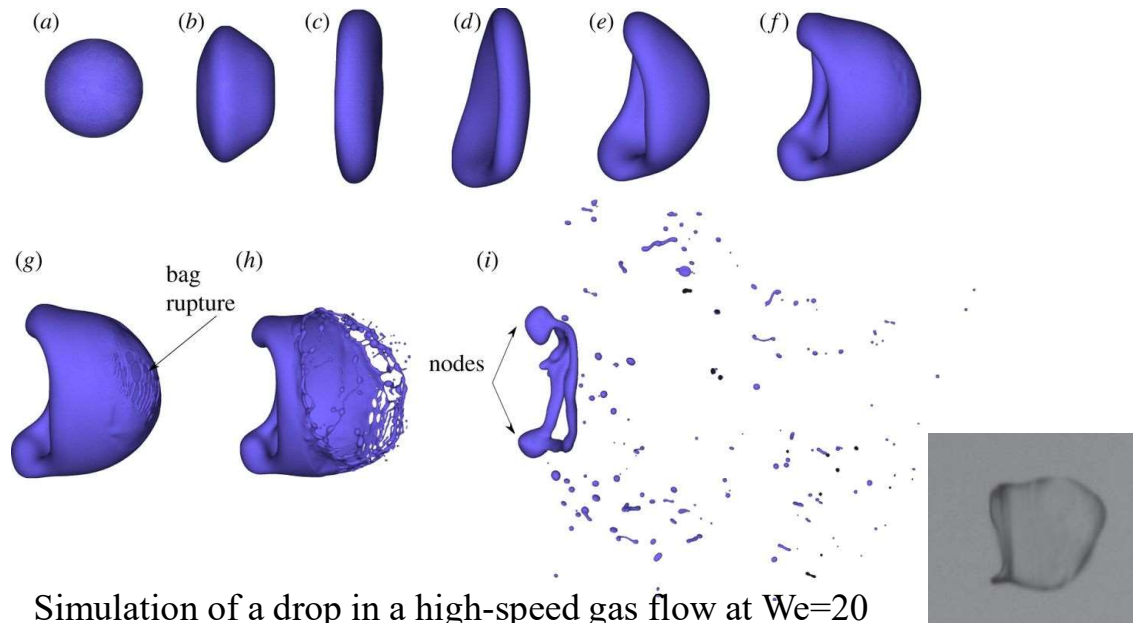 (a)
(b)
(c)
(d)
(e)
(f)
(g)
bag
rupture
(h)
(i)
nodes
Simulation of a drop in a high-speed gas flow at We=20